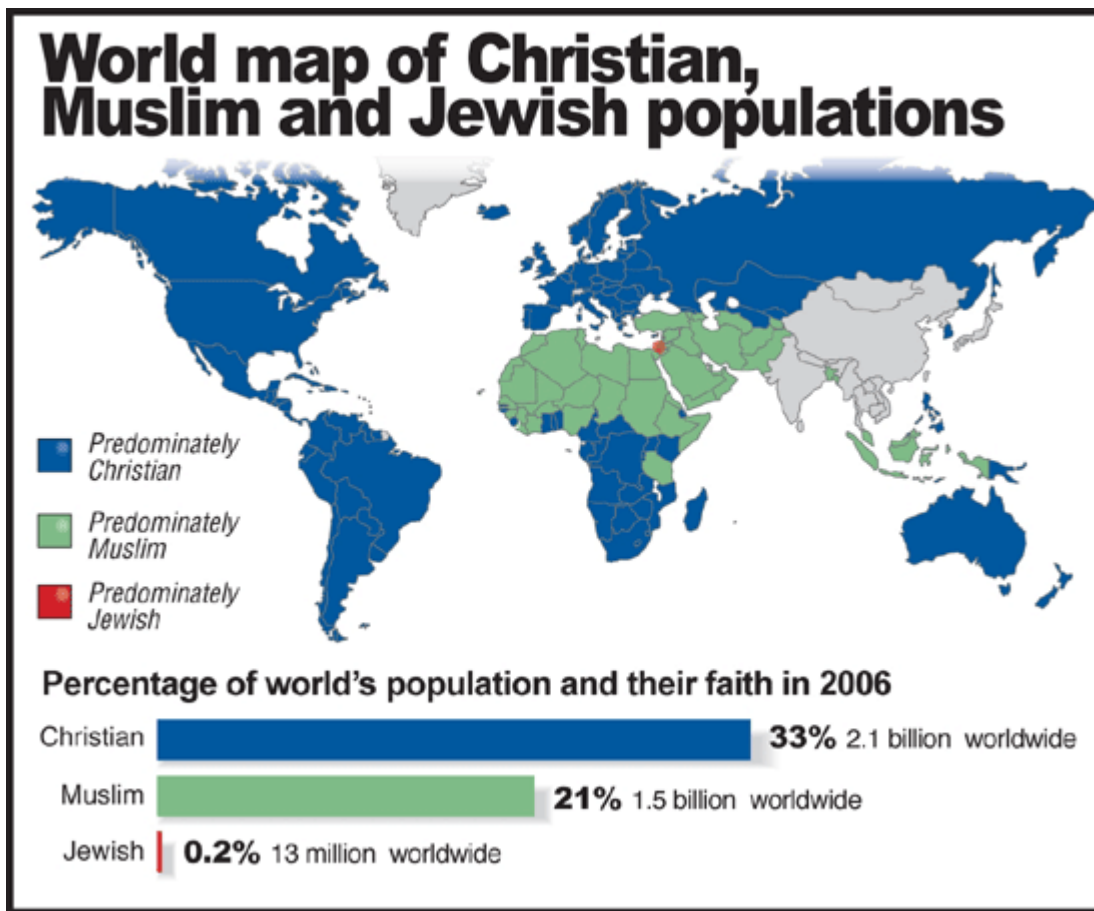 World map of Christian,
Muslim and Jewish populations
Predominately
Christian
Predominately
Muslim
Predominately
Jewish
Percentage of world's population and their faith in 2006
Christian 33% 2.1 billion worldwide
Muslim 21% 1.5 billion worldwide
Jewish 0.2% 13 million worldwide